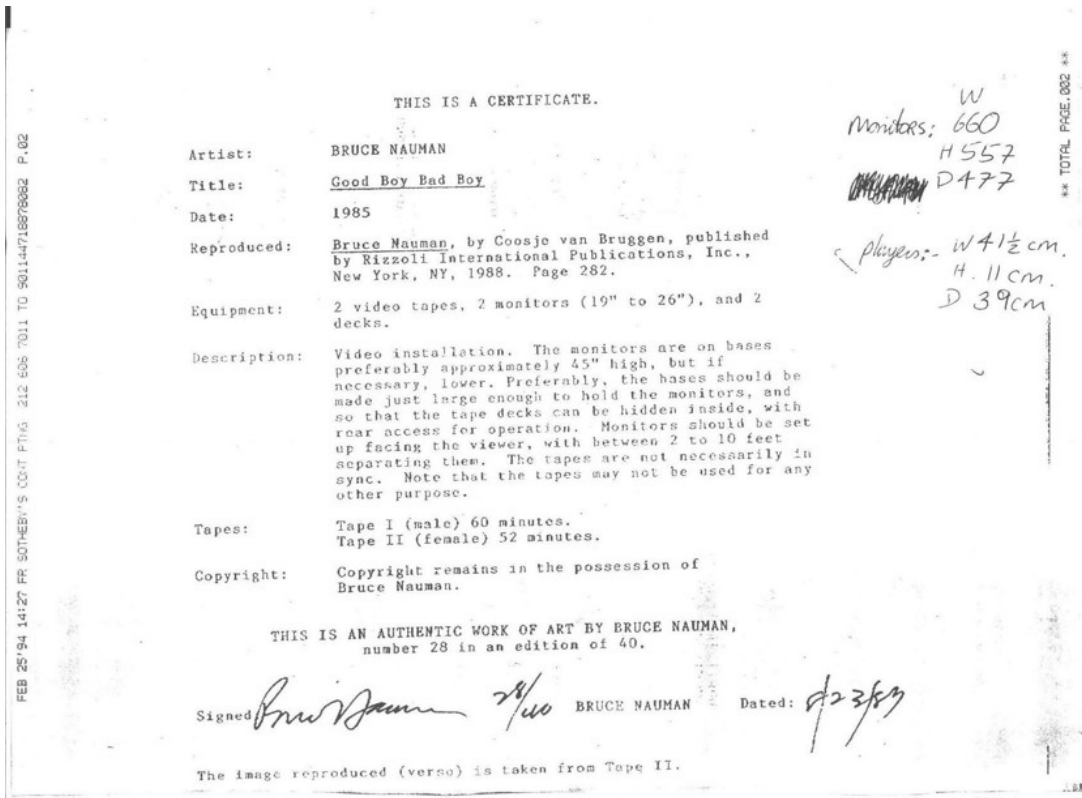 THIS IS A CERTIFICATE.
Artist: BRUCE NAUMAN
Title: Good Boy Bad Boy
Date: 1985
Reproduced: Bruce Nauman, by Coosje van Bruggen, published
by Rizzoli International Publications, Inc.,
New York, NY, 1988. Page 282.
Equipment: 2 video tapes, 2 monitors (19" to 26"), and 2
decks.
Description: Video installation. The monitors are on bases
preferably approximately 45" high, but if
necessary, lower. Preferably, the bases should be
made just large enough to hold the monitors, and
so that the tape decks can be hidden inside, with
rear access for operation. Monitors should be set
up facing the viewer, with between 2 to 10 feet
separating them. The tapes are not necessarily in
sync. Note that the tapes may not be used for any
other purpose.
Tapes: Tape I (male) 60 minutes.
Tape II (female) 52 minutes.
Copyright: Copyright remains in the possession of
Bruce Nauman.
THIS IS AN AUTHENTIC WORK OF ART BY BRUCE NAUMAN,
number 28 in an edition of 40.
Signed Bruce Nauman 28/40 BRUCE NAUMAN Dated:
The image reproduced (verso) is taken from Tape II.
W
Monitors: 660
H 557
D 477
players:- W 41½ cm.
H. 11 cm.
D 39cm
FEB 25'94 14:27 FR SOTHEBY'S CONT PTNG 212 606 7011 TO 901144718878082 P.02
** TOTAL PAGE.002 **